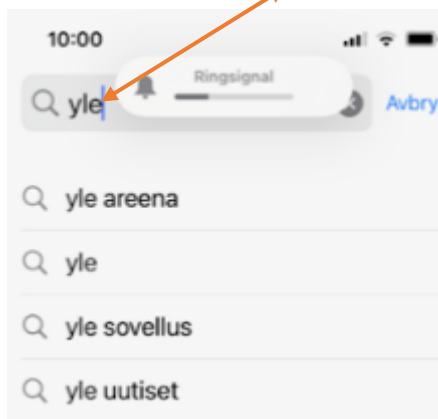 10:00
Ringsignal
yle
Avbry
yle areena
yle
yle sovellus
yle uutiset